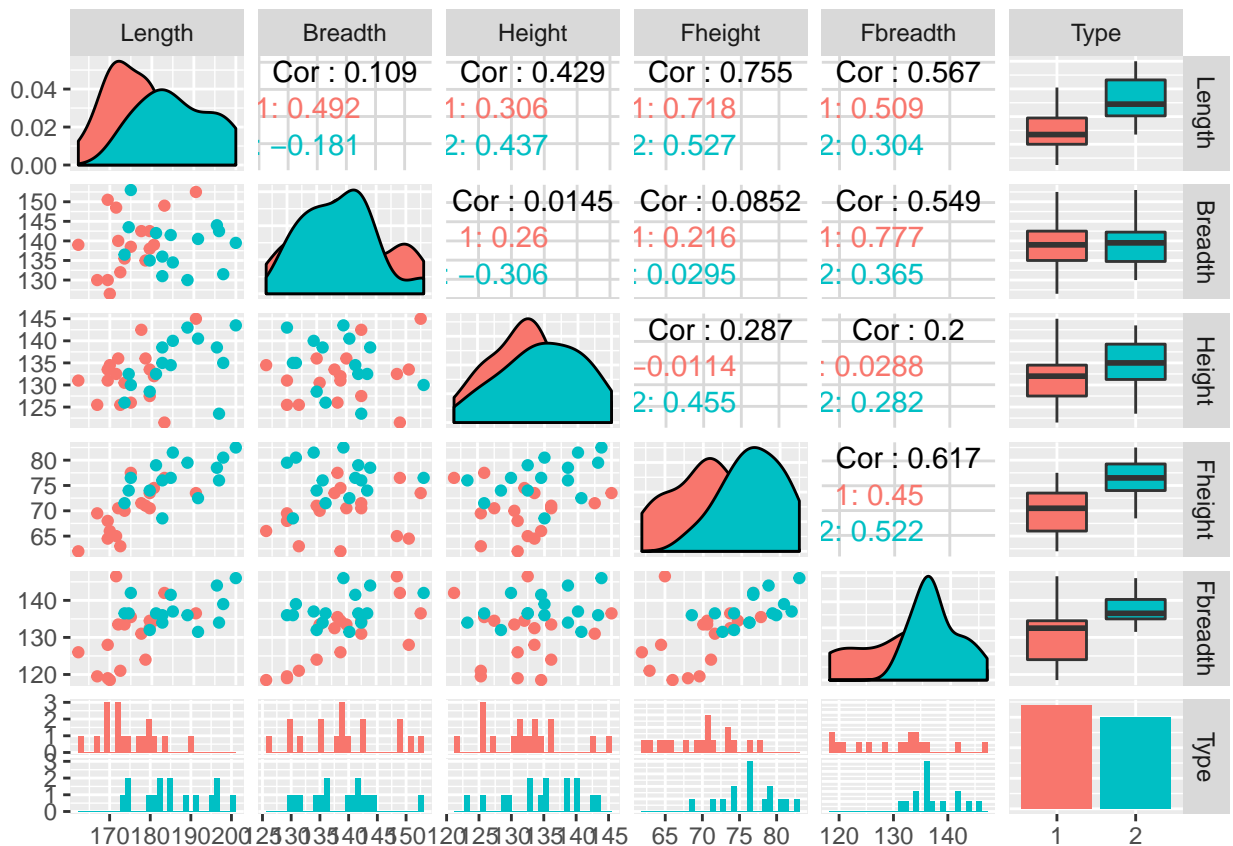 Length Breadth Height Fheight Fbreadth Type
0.04
0.02
0.00
Cor : 0.109
1: 0.492
: −0.181
Cor : 0.429
1: 0.306
2: 0.437
Cor : 0.755
1: 0.718
2: 0.527
Cor : 0.567
1: 0.509
2: 0.304
Length
150
145
140
135
130
Cor : 0.0145
1: 0.26
: −0.306
Cor : 0.0852
1: 0.216
: 0.0295
Cor : 0.549
1: 0.777
2: 0.365
Breadth
145
140
135
130
125
Cor : 0.287
−0.0114
2: 0.455
Cor : 0.2
: 0.0288
2: 0.282
Height
80
75
70
65
Cor : 0.617
1: 0.45
2: 0.522
Fheight
140
130
120
Fbreadth
3
2
1
0
3
2
1
0
Type
170 180 190 200
125 130 135 140 145 150
120 125 130 135 140 145
65 70 75 80
120 130 140
1 2